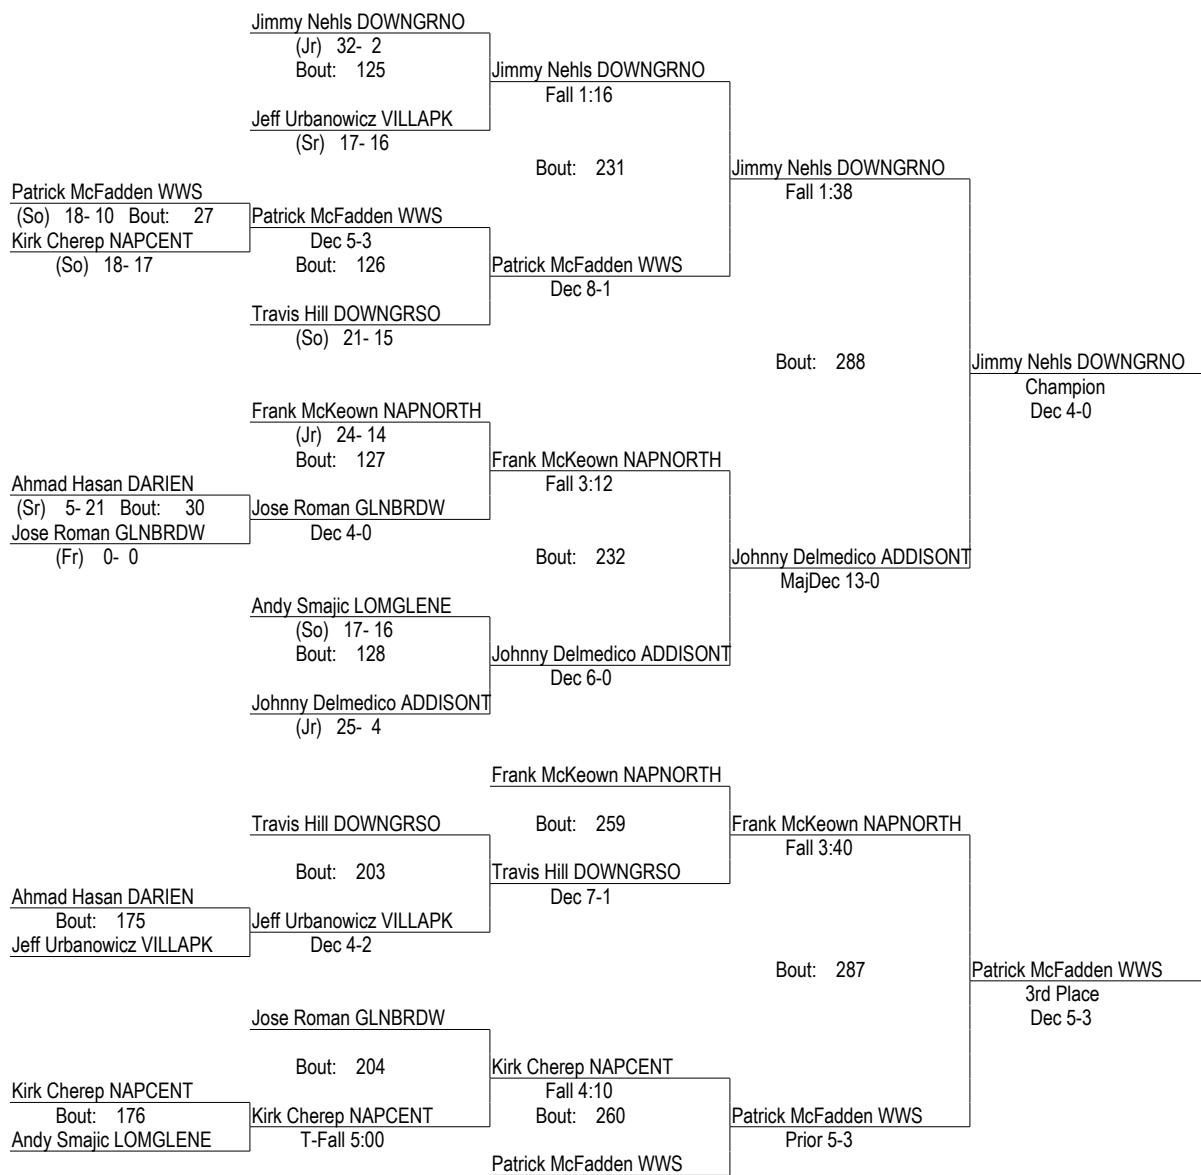 Jimmy Nehls DOWNGRNO
(Jr) 32- 2
Bout: 125
Jimmy Nehls DOWNGRNO
Fall 1:16
Jeff Urbanowicz VILLAPK
(Sr) 17- 16
Bout: 231
Jimmy Nehls DOWNGRNO
Fall 1:38
Patrick McFadden WWS
(So) 18- 10 Bout: 27
Kirk Cherep NAPCENT
(So) 18- 17
Patrick McFadden WWS
Dec 5-3
Bout: 126
Patrick McFadden WWS
Dec 8-1
Travis Hill DOWNGRSO
(So) 21- 15
Bout: 288
Jimmy Nehls DOWNGRNO
Champion
Dec 4-0
Frank McKeown NAPNORTH
(Jr) 24- 14
Bout: 127
Frank McKeown NAPNORTH
Fall 3:12
Ahmad Hasan DARIEN
(Sr) 5- 21 Bout: 30
Jose Roman GLNBRDW
(Fr) 0- 0
Jose Roman GLNBRDW
Dec 4-0
Bout: 232
Johnny Delmedico ADDISONT
MajDec 13-0
Andy Smajic LOMGLENE
(So) 17- 16
Bout: 128
Johnny Delmedico ADDISONT
Dec 6-0
Johnny Delmedico ADDISONT
(Jr) 25- 4
Frank McKeown NAPNORTH
Travis Hill DOWNGRSO
Bout: 259
Frank McKeown NAPNORTH
Fall 3:40
Bout: 203
Travis Hill DOWNGRSO
Dec 7-1
Ahmad Hasan DARIEN
Bout: 175
Jeff Urbanowicz VILLAPK
Jeff Urbanowicz VILLAPK
Dec 4-2
Bout: 287
Patrick McFadden WWS
3rd Place
Dec 5-3
Jose Roman GLNBRDW
Bout: 204
Kirk Cherep NAPCENT
Fall 4:10
Bout: 260
Kirk Cherep NAPCENT
Bout: 176
Andy Smajic LOMGLENE
Kirk Cherep NAPCENT
T-Fall 5:00
Patrick McFadden WWS
Prior 5-3
Patrick McFadden WWS